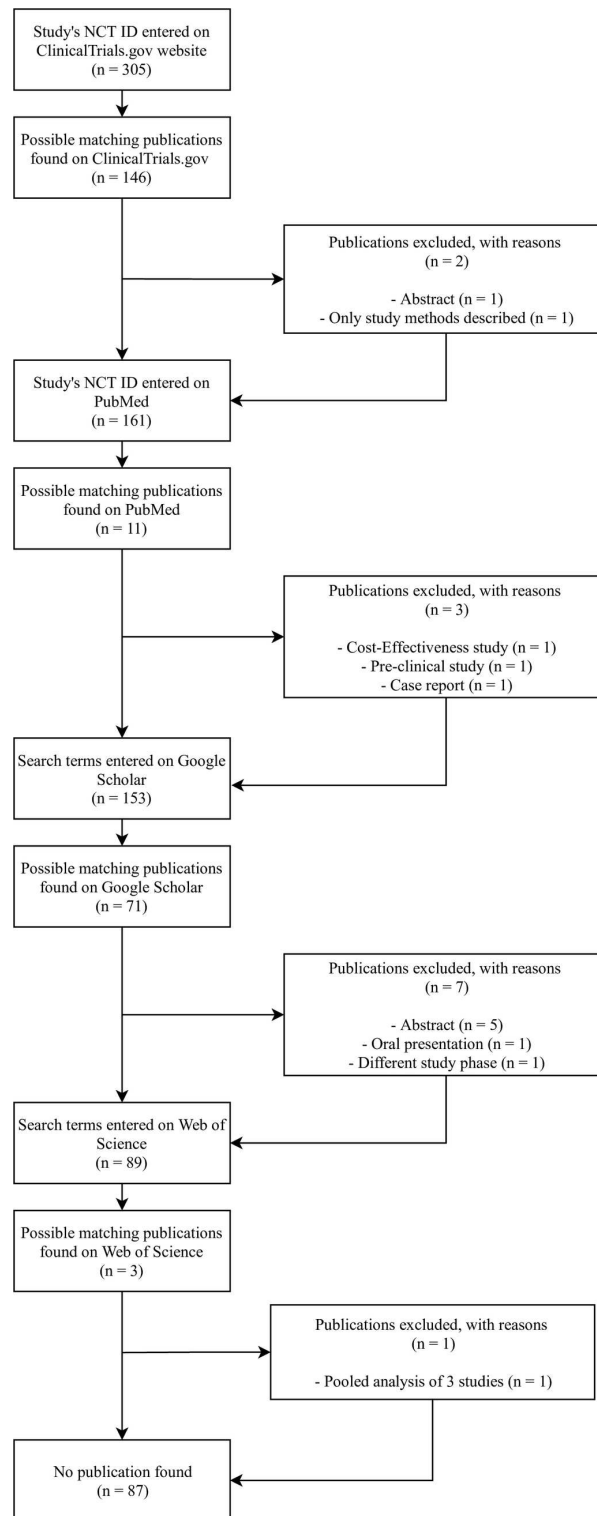 Study's NCT ID entered on
ClinicalTrials.gov website
(n = 305)
Possible matching publications
found on ClinicalTrials.gov
(n = 146)
Publications excluded, with reasons
(n = 2)
- Abstract (n = 1)
- Only study methods described (n = 1)
Study's NCT ID entered on
PubMed
(n = 161)
Possible matching publications
found on PubMed
(n = 11)
Publications excluded, with reasons
(n = 3)
- Cost-Effectiveness study (n = 1)
- Pre-clinical study (n = 1)
- Case report (n = 1)
Search terms entered on Google
Scholar
(n = 153)
Possible matching publications
found on Google Scholar
(n = 71)
Publications excluded, with reasons
(n = 7)
- Abstract (n = 5)
- Oral presentation (n = 1)
- Different study phase (n = 1)
Search terms entered on Web of
Science
(n = 89)
Possible matching publications
found on Web of Science
(n = 3)
Publications excluded, with reasons
(n = 1)
- Pooled analysis of 3 studies (n = 1)
No publication found
(n = 87)